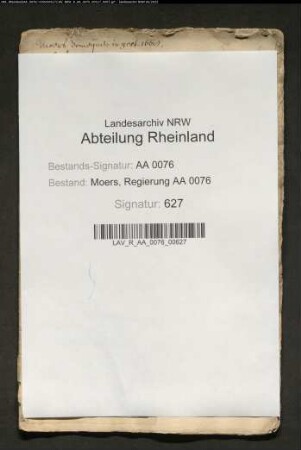 Landesarchiv NRW
Abteilung Rheinland
Bestands-Signatur: AA 0076
Bestand: Moers, Regierung AA 0076
Signatur: 627
LAV_R_AA_0076_00627